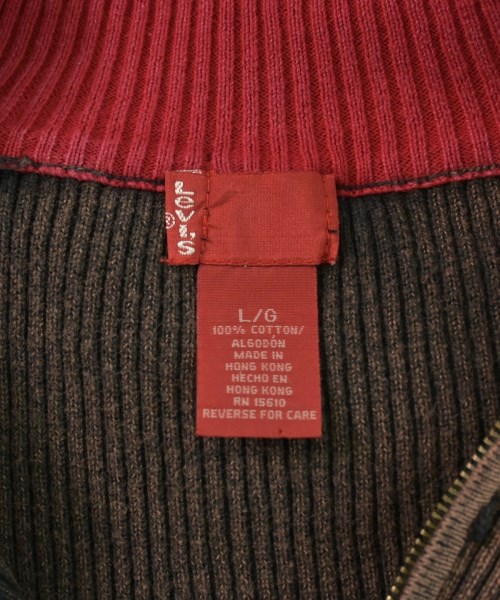 LEVI'S
®
L/G
100% COTTON/
ALGODÓN
MADE IN
HONG KONG
HECHO EN
HONG KONG
RN 15610
REVERSE FOR CARE